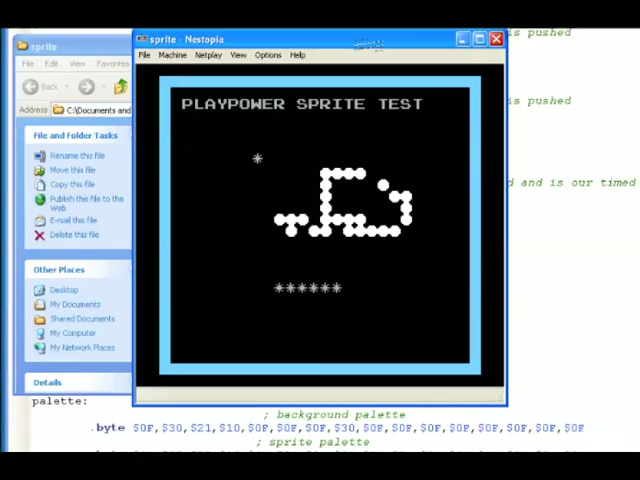 is pushed
sprite
sprite - Nestopia
File Edit View Favorites
File Machine Netplay View Options Help
Back
is pushed
Address C:\Documents and
PLAYPOWER SPRITE TEST
File and Folder Tasks
Rename this file
Move this file
*
Copy this file
d and is our timed
Publish this file to the
Web
E-mail this file
Delete this file
Other Places
Desktop
******
My Documents
Shared Documents
My Computer
My Network Places
Details
palette:
; background palette
.byte $0F,$30,$21,$10,$0F,$0F,$0F,$30,$0F,$0F,$0F,$0F,$0F,$0F,$0F
; sprite palette